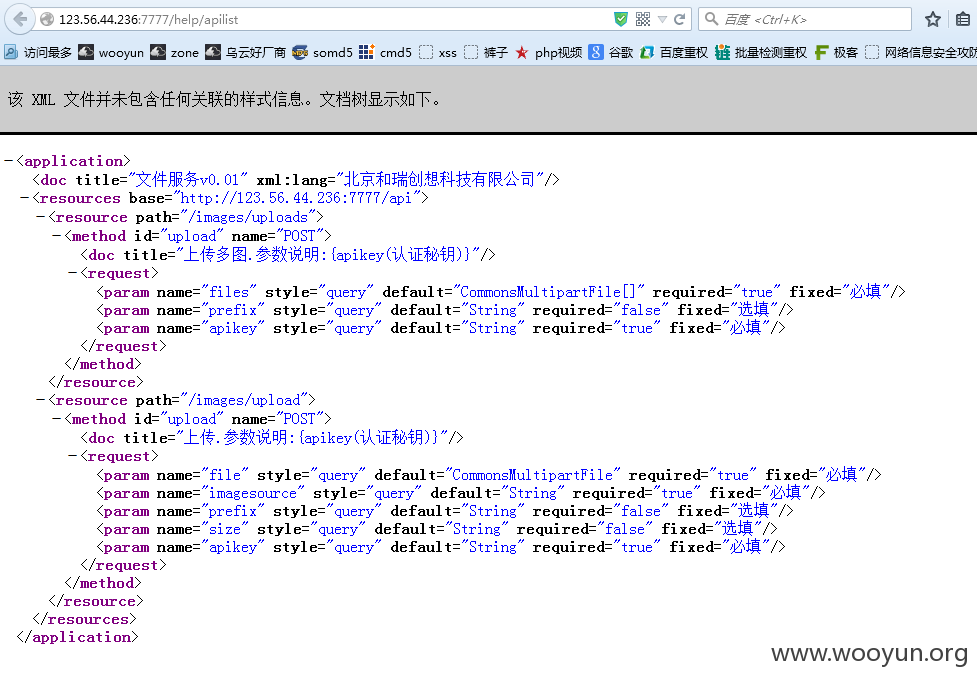 123.56.44.236:7777/help/apilist
百度 <Ctrl+K>
访问最多 wooyun zone 乌云好厂商 somd5 cmd5 xss 裤子 php视频 谷歌 百度重权 批量检测重权 极客 网络信息安全攻防
该 XML 文件并未包含任何关联的样式信息。文档树显示如下。
−<application>
<doc title="文件服务v0.01" xml:lang="北京和瑞创想科技有限公司"/>
−<resources base="http://123.56.44.236:7777/api">
−<resource path="/images/uploads">
−<method id="upload" name="POST">
<doc title="上传多图.参数说明:{apikey(认证秘钥)}"/>
−<request>
<param name="files" style="query" default="CommonsMultipartFile[]" required="true" fixed="必填"/>
<param name="prefix" style="query" default="String" required="false" fixed="选填"/>
<param name="apikey" style="query" default="String" required="true" fixed="必填"/>
</request>
</method>
</resource>
−<resource path="/images/upload">
−<method id="upload" name="POST">
<doc title="上传.参数说明:{apikey(认证秘钥)}"/>
−<request>
<param name="file" style="query" default="CommonsMultipartFile" required="true" fixed="必填"/>
<param name="imagesource" style="query" default="String" required="true" fixed="必填"/>
<param name="prefix" style="query" default="String" required="false" fixed="选填"/>
<param name="size" style="query" default="String" required="false" fixed="选填"/>
<param name="apikey" style="query" default="String" required="true" fixed="必填"/>
</request>
</method>
</resource>
</resources>
</application>
www.wooyun.org